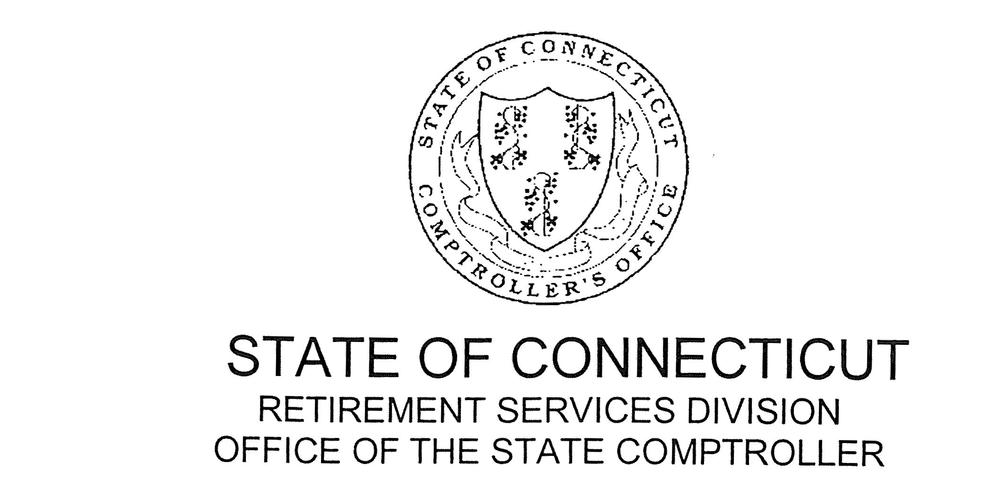 STATE OF CONNECTICUT
COMPTROLLER'S OFFICE
STATE OF CONNECTICUT
RETIREMENT SERVICES DIVISION
OFFICE OF THE STATE COMPTROLLER